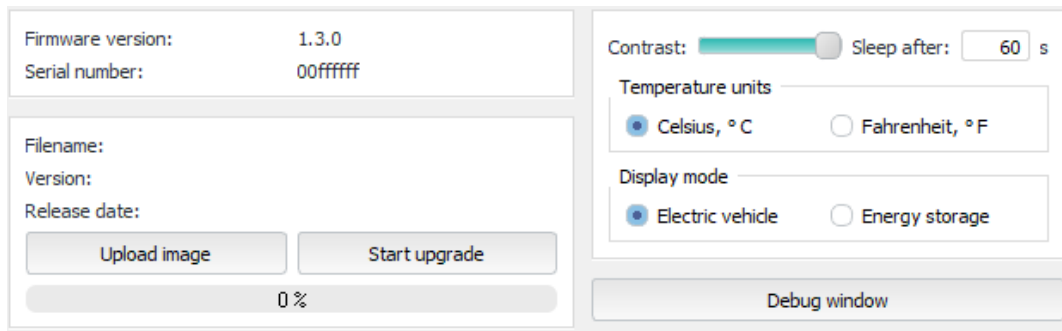 Firmware version: 1.3.0
Serial number: 00ffffff
Filename:
Version:
Release date:
Upload image Start upgrade
0 %
Contrast: Sleep after: 60 s
Temperature units
Celsius, ° C Fahrenheit, ° F
Display mode
Electric vehicle Energy storage
Debug window